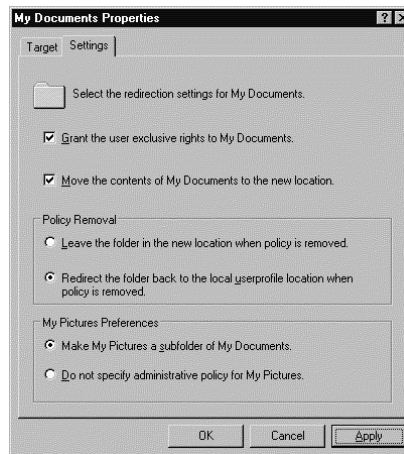 My Documents Properties
Target
Settings
Select the redirection settings for My Documents.
Grant the user exclusive rights to My Documents.
Move the contents of My Documents to the new location.
Policy Removal
Leave the folder in the new location when policy is removed.
Redirect the folder back to the local userprofile location when
policy is removed.
My Pictures Preferences
Make My Pictures a subfolder of My Documents.
Do not specify administrative policy for My Pictures.
OK
Cancel
Apply